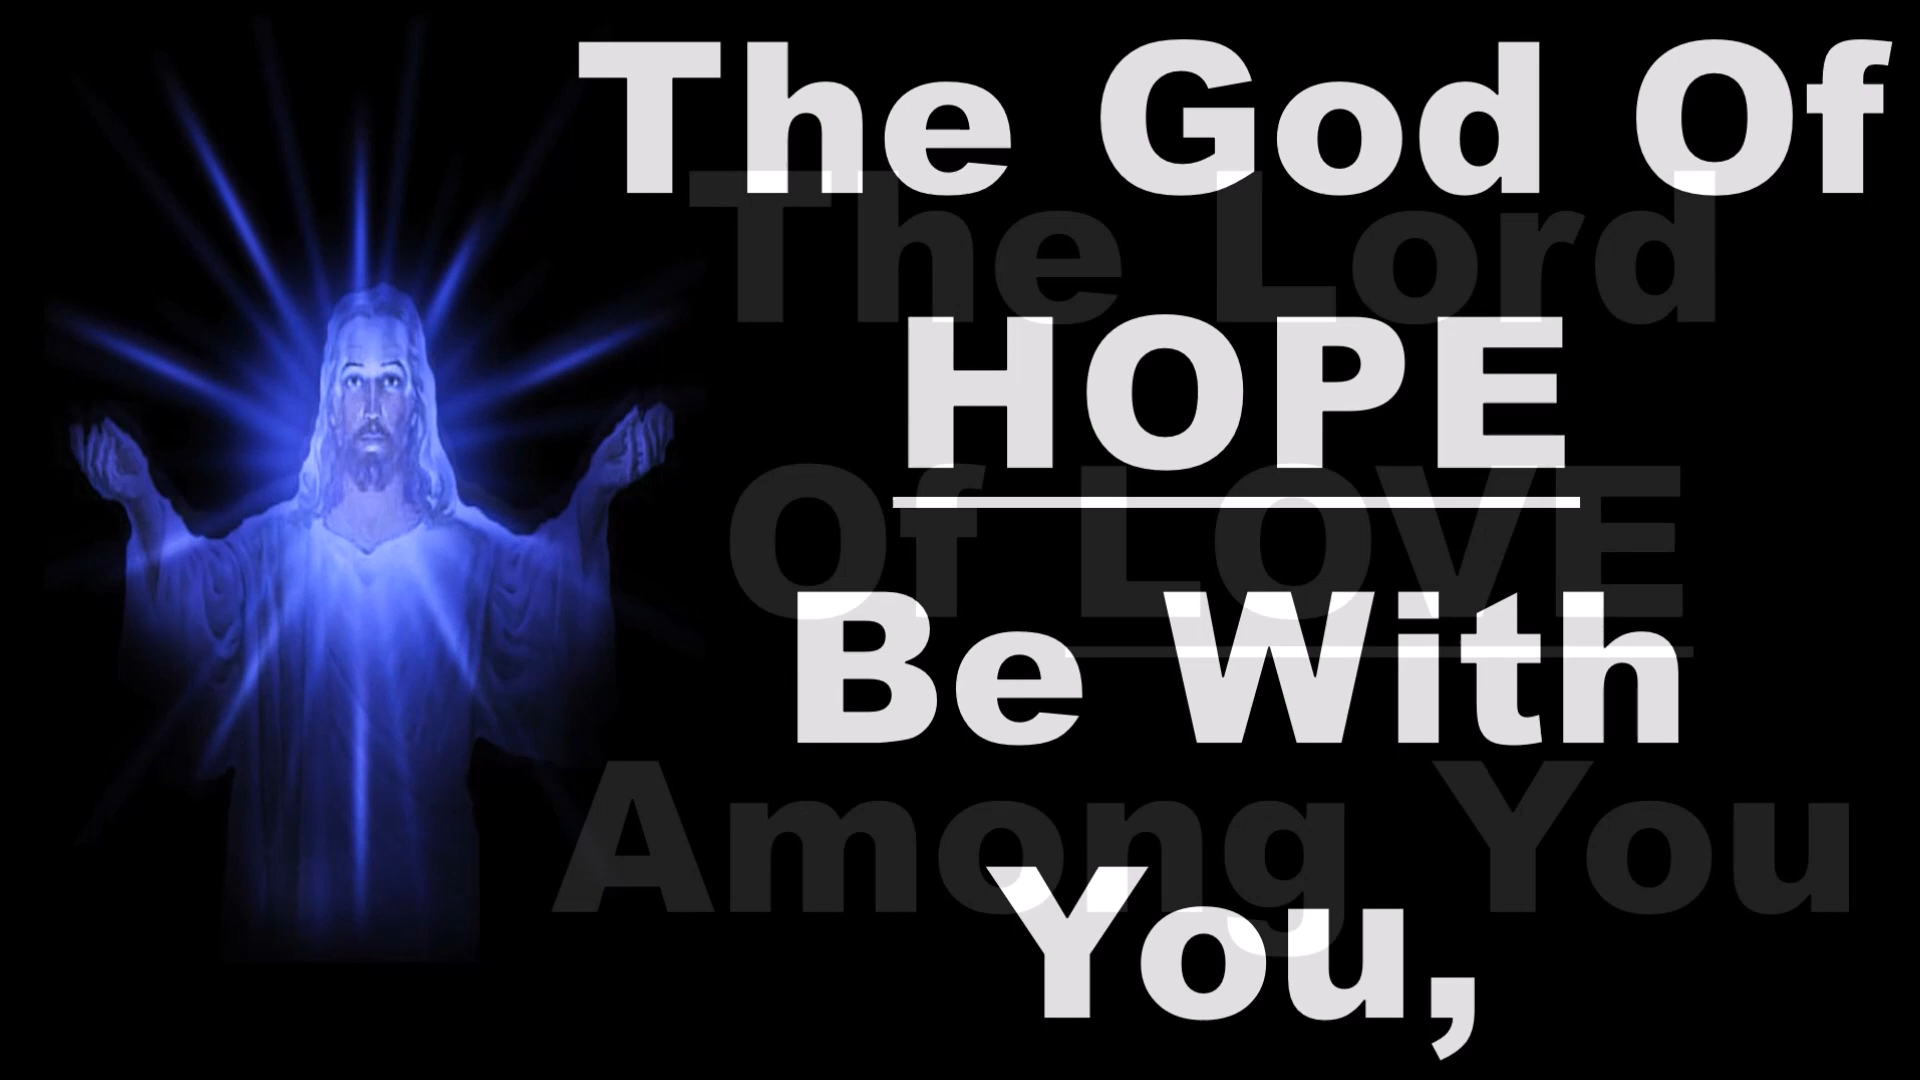 The God Of
The Lord
HOPE
Of LOVE
Be With
Among You
You,